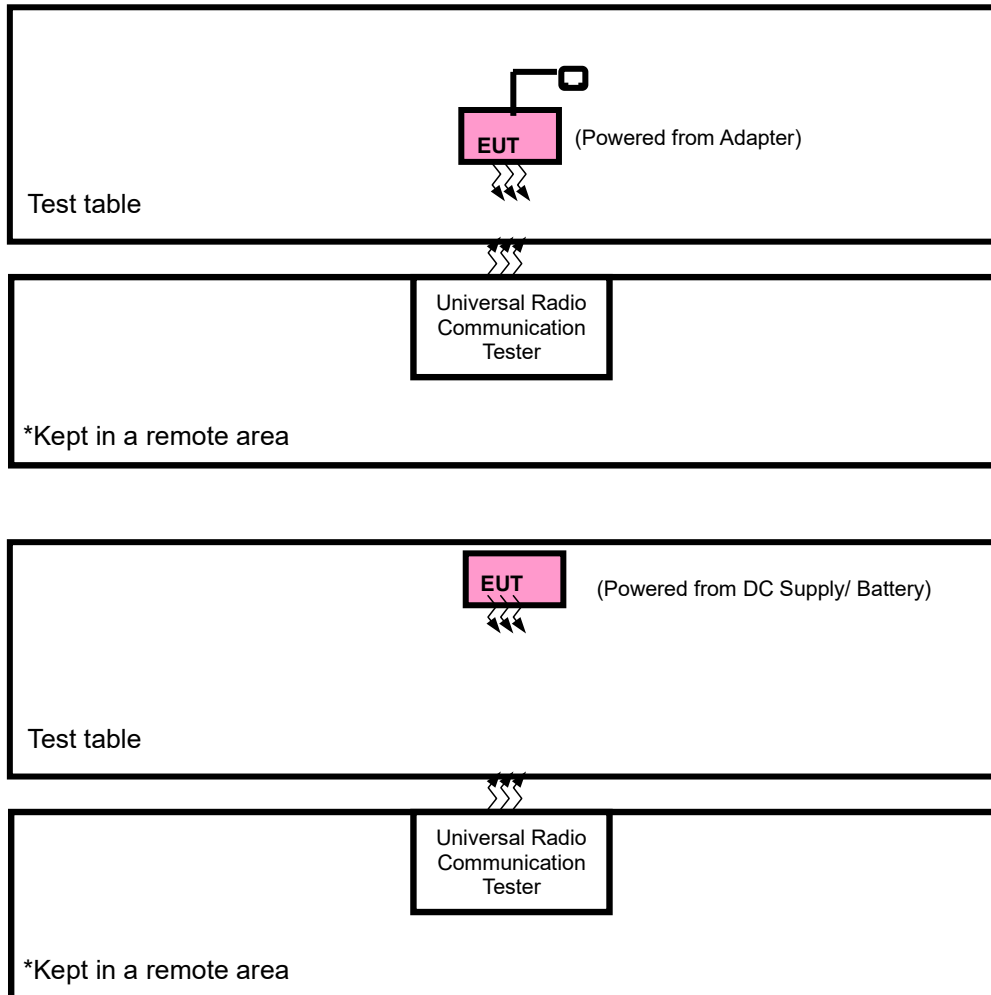 EUT
(Powered from Adapter)
Test table
Universal Radio
Communication
Tester
*Kept in a remote area
EUT
(Powered from DC Supply/ Battery)
Test table
Universal Radio
Communication
Tester
*Kept in a remote area